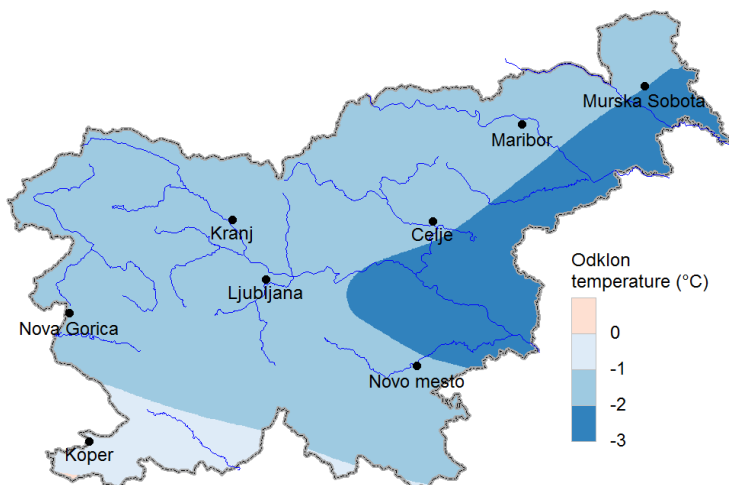 Murska Sobota
Maribor
Kranj
Celje
Ljubljana
Nova Gorica
Novo mesto
Koper
Odklon
temperature (°C)
0
-1
-2
-3